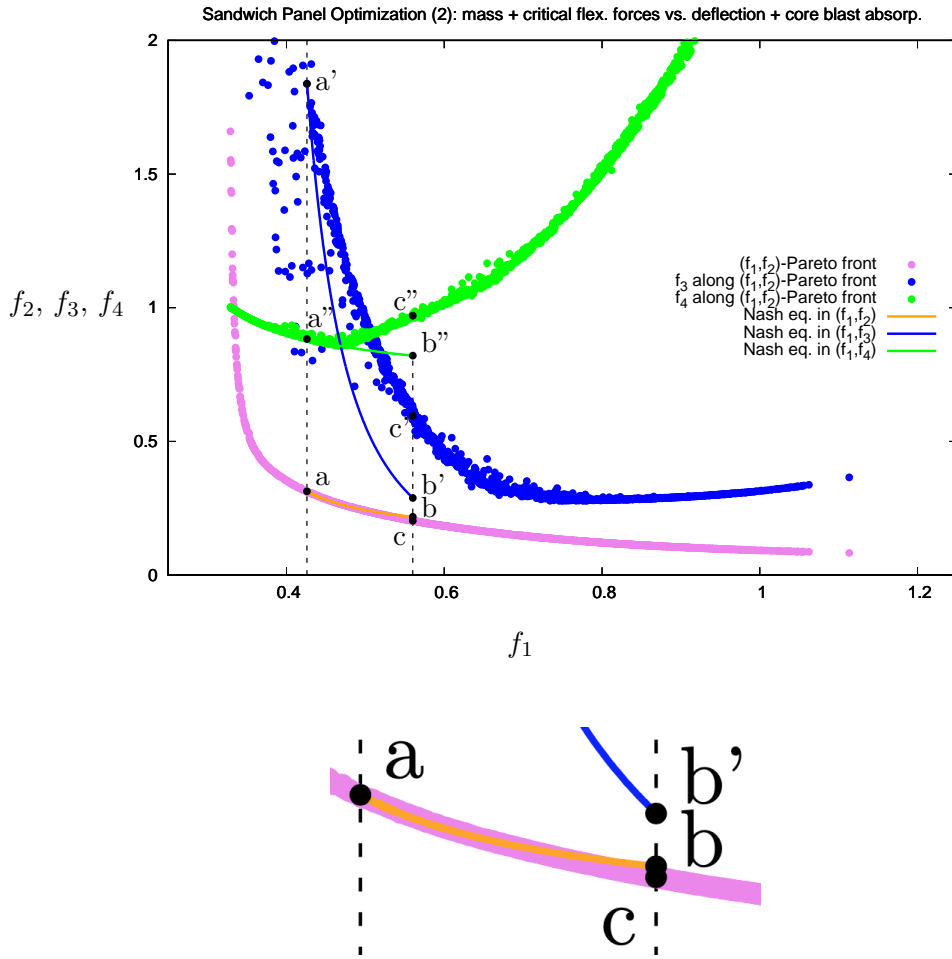 Sandwich Panel Optimization (2): mass + critical flex. forces vs. deflection + core blast absorp.
2
a'
1.5
(f1,f2)-Pareto front
f3 along (f1,f2)-Pareto front
f4 along (f1,f2)-Pareto front
Nash eq. in (f1,f2)
Nash eq. in (f1,f3)
Nash eq. in (f1,f4)
f2, f3, f4
1
a''
c''
b''
c'
0.5
a
b'
b
c
0
0.4
0.6
0.8
1
1.2
f1
a
b'
b
c